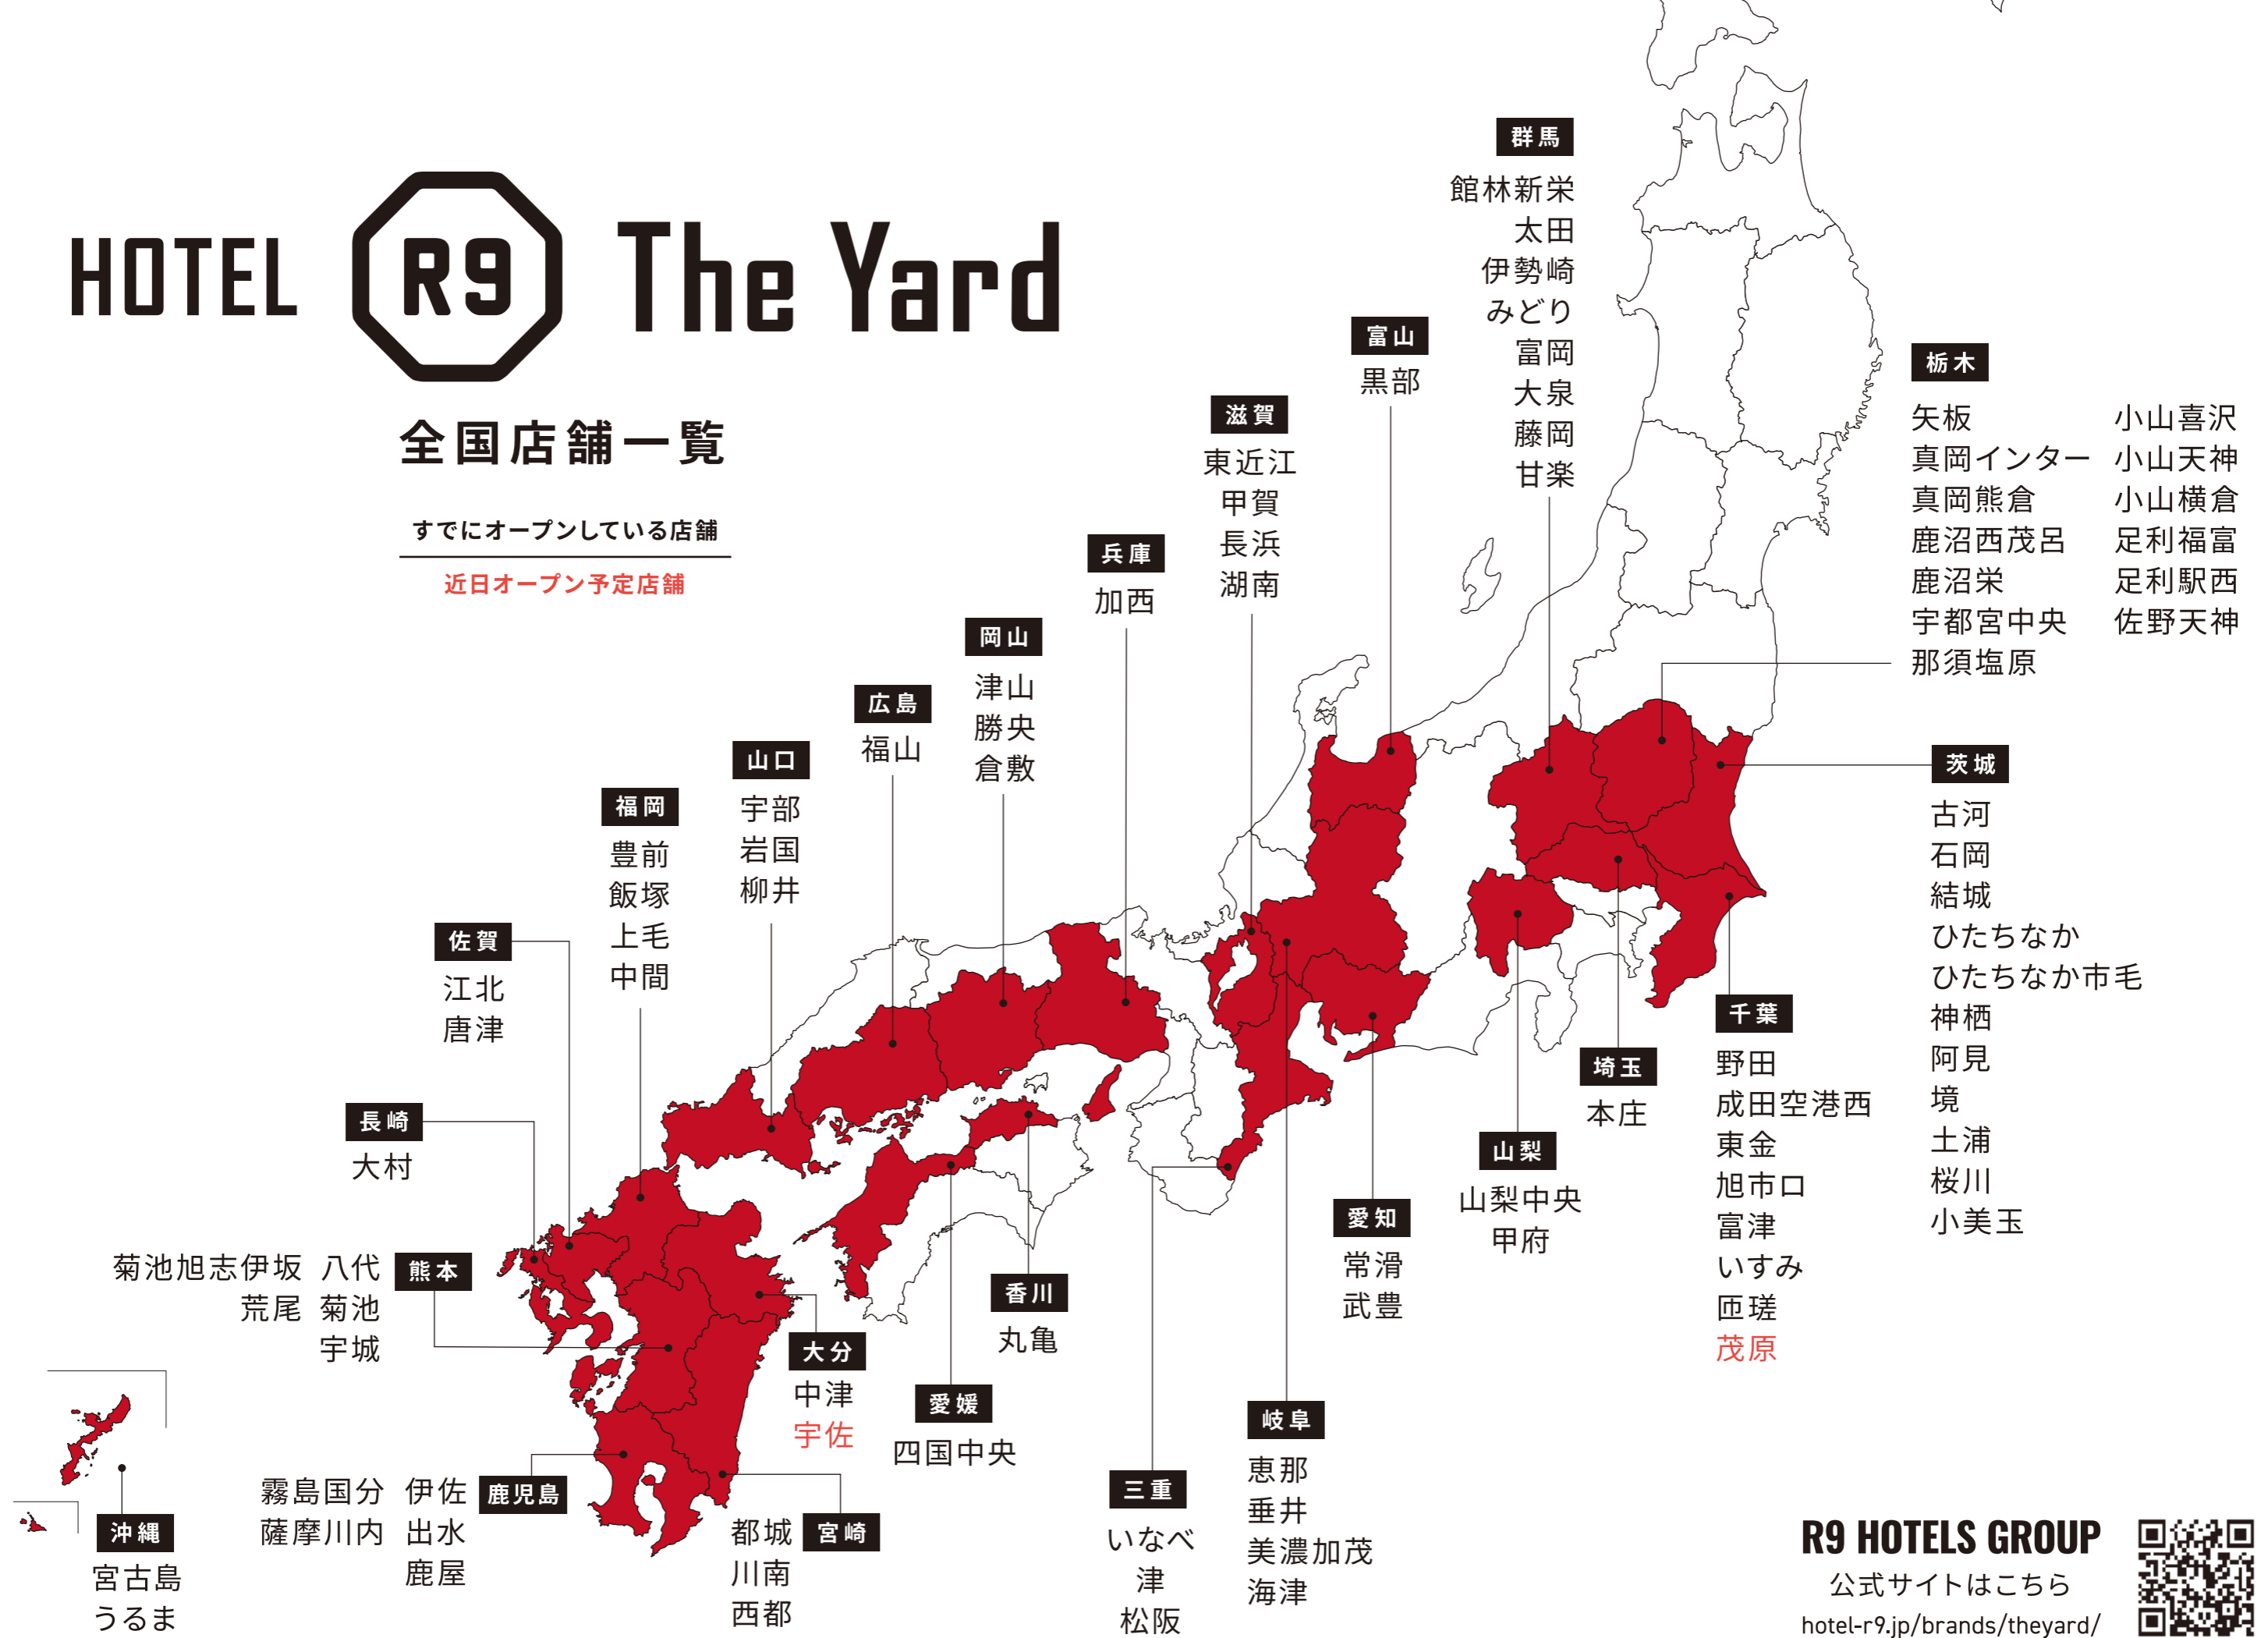 HOTEL R9 The Yard
全国店舗一覧
すでにオープンしている店舗
近日オープン予定店舗
群馬
館林新栄
太田
伊勢崎
みどり
富岡
大泉
藤岡
甘楽
富山
黒部
栃木
矢板
真岡インター
真岡熊倉
鹿沼西茂呂
鹿沼栄
宇都宮中央
那須塩原
小山喜沢
小山天神
小山横倉
足利福富
足利駅西
佐野天神
滋賀
東近江
甲賀
長浜
湖南
兵庫
加西
岡山
津山
勝央
倉敷
広島
福山
山口
宇部
岩国
柳井
福岡
豊前
飯塚
上毛
中間
佐賀
江北
唐津
長崎
大村
熊本
菊池旭志伊坂
荒尾
八代
菊池
宇城
茨城
古河
石岡
結城
ひたちなか
ひたちなか市毛
神栖
阿見
境
土浦
桜川
小美玉
千葉
野田
成田空港西
東金
旭市口
富津
いすみ
匝瑳
茂原
埼玉
本庄
山梨
山梨中央
甲府
愛知
常滑
武豊
香川
丸亀
大分
中津
宇佐
愛媛
四国中央
岐阜
恵那
垂井
美濃加茂
海津
三重
いなべ
津
松阪
鹿児島
霧島国分
薩摩川内
伊佐
出水
鹿屋
宮崎
都城
川南
西都
沖縄
宮古島
うるま
R9 HOTELS GROUP
公式サイトはこちら
hotel-r9.jp/brands/theyard/